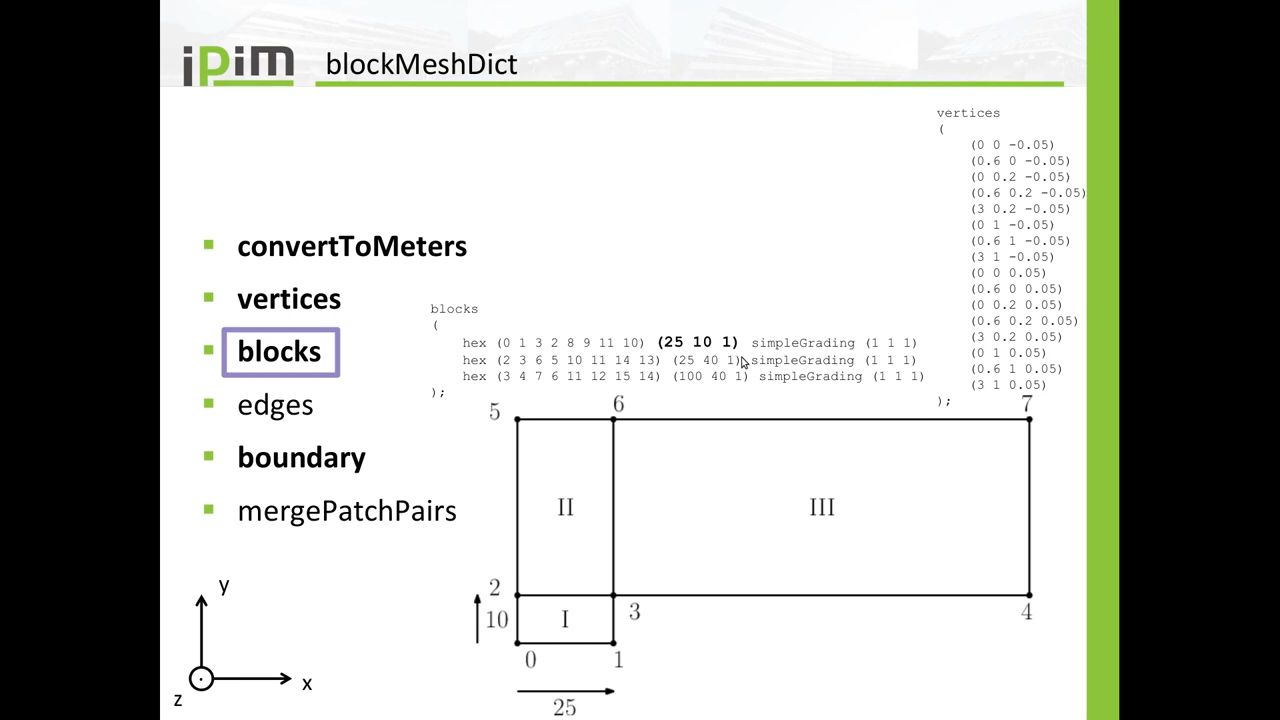 ipim
blockMeshDict
vertices
(
(0 0 -0.05)
(0.6 0 -0.05)
(0 0.2 -0.05)
(0.6 0.2 -0.05)
(3 0.2 -0.05)
(0 1 -0.05)
(0.6 1 -0.05)
(3 1 -0.05)
(0 0 0.05)
(0.6 0 0.05)
(0 0.2 0.05)
(0.6 0.2 0.05)
(3 0.2 0.05)
(0 1 0.05)
(0.6 1 0.05)
(3 1 0.05)
);
convertToMeters
vertices
blocks
edges
boundary
mergePatchPairs
blocks
(
hex (0 1 3 2 8 9 11 10) (25 10 1) simpleGrading (1 1 1)
hex (2 3 6 5 10 11 14 13) (25 40 1) simpleGrading (1 1 1)
hex (3 4 7 6 11 12 15 14) (100 40 1) simpleGrading (1 1 1)
);
5 6 7
II III
2 3 4
10 I
0 1
25
y
z x